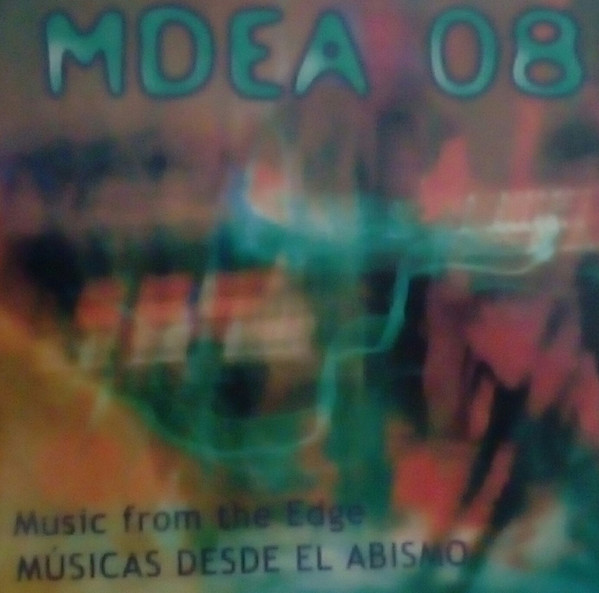 MDEA 08
Music from the Edge
MÚSICAS DESDE EL ABISMO